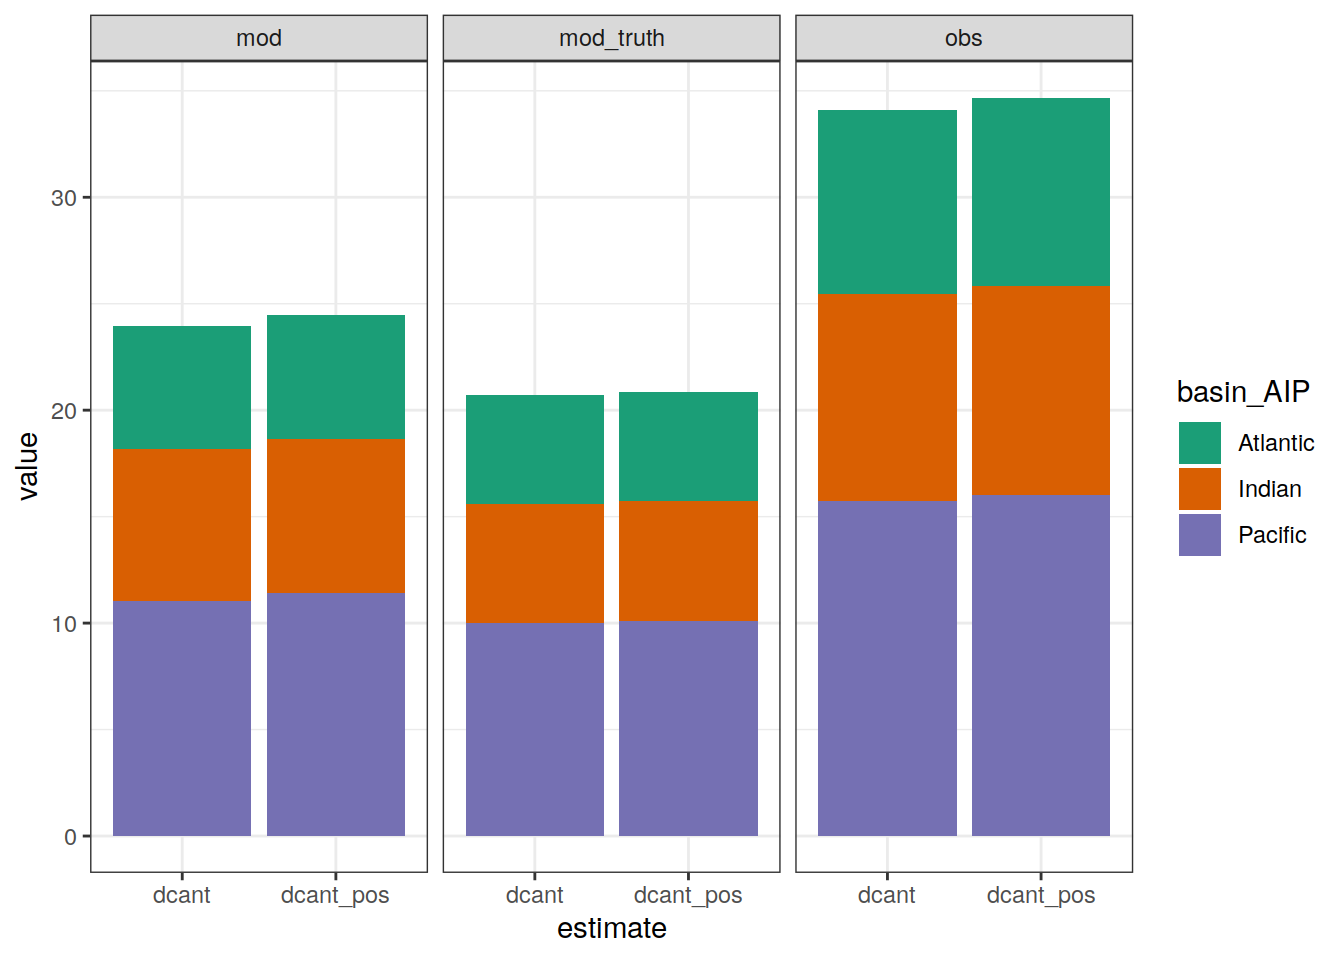 mod mod_truth obs
value
30
20
10
0
basin_AIP
Atlantic
Indian
Pacific
dcant dcant_pos dcant dcant_pos dcant dcant_pos
estimate